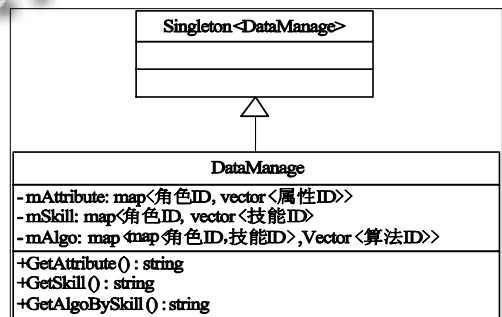 Singleton<DataManage>
DataManage
- mAttribute: map<角色ID, vector<属性ID>>
- mSkill: map<角色ID, vector<技能ID>
- mAlgo: map<map<角色ID,技能ID>,Vector<算法ID>>
+GetAttribute() : string
+GetSkill() : string
+GetAlgoBySkill() : string